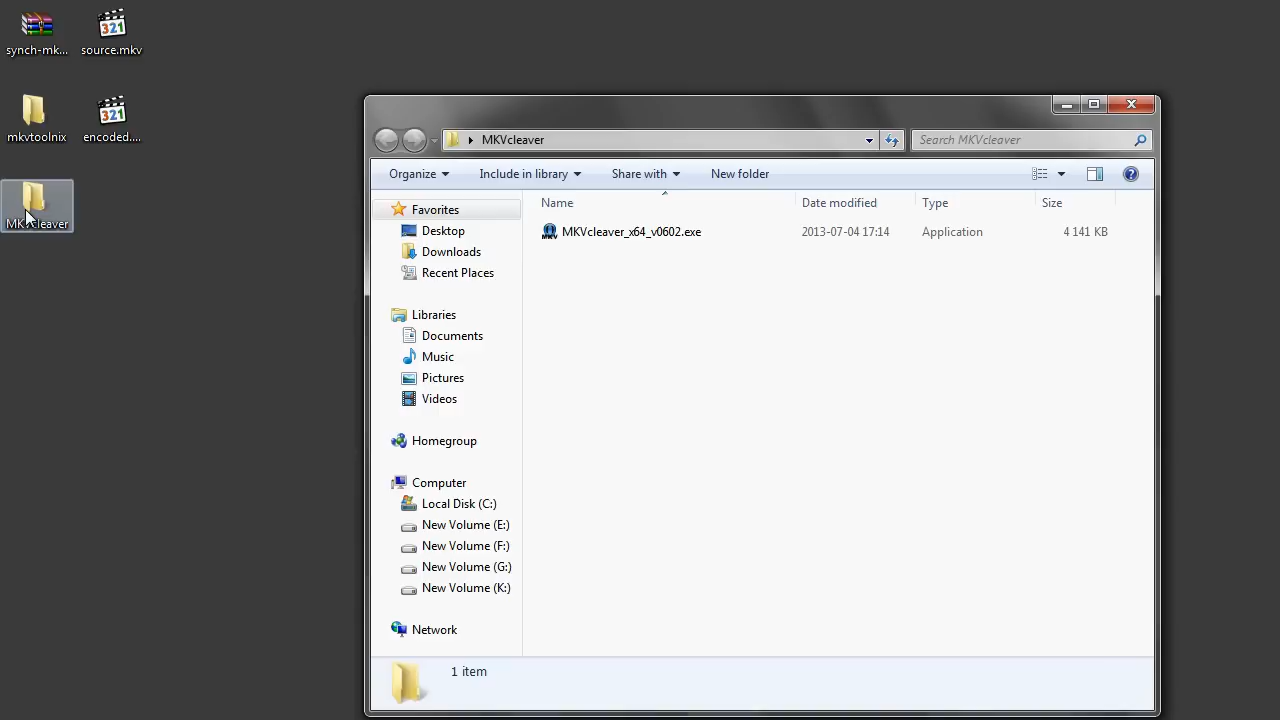 synch-mk...
source.mkv
mkvtoolnix
encoded....
MKVcleaver
MKVcleaver
Search MKVcleaver
Organize
Include in library
Share with
New folder
Name
Date modified
Type
Size
MKVcleaver_x64_v0602.exe
2013-07-04 17:14
Application
4 141 KB
Favorites
Desktop
Downloads
Recent Places
Libraries
Documents
Music
Pictures
Videos
Homegroup
Computer
Local Disk (C:)
New Volume (E:)
New Volume (F:)
New Volume (G:)
New Volume (K:)
Network
1 item